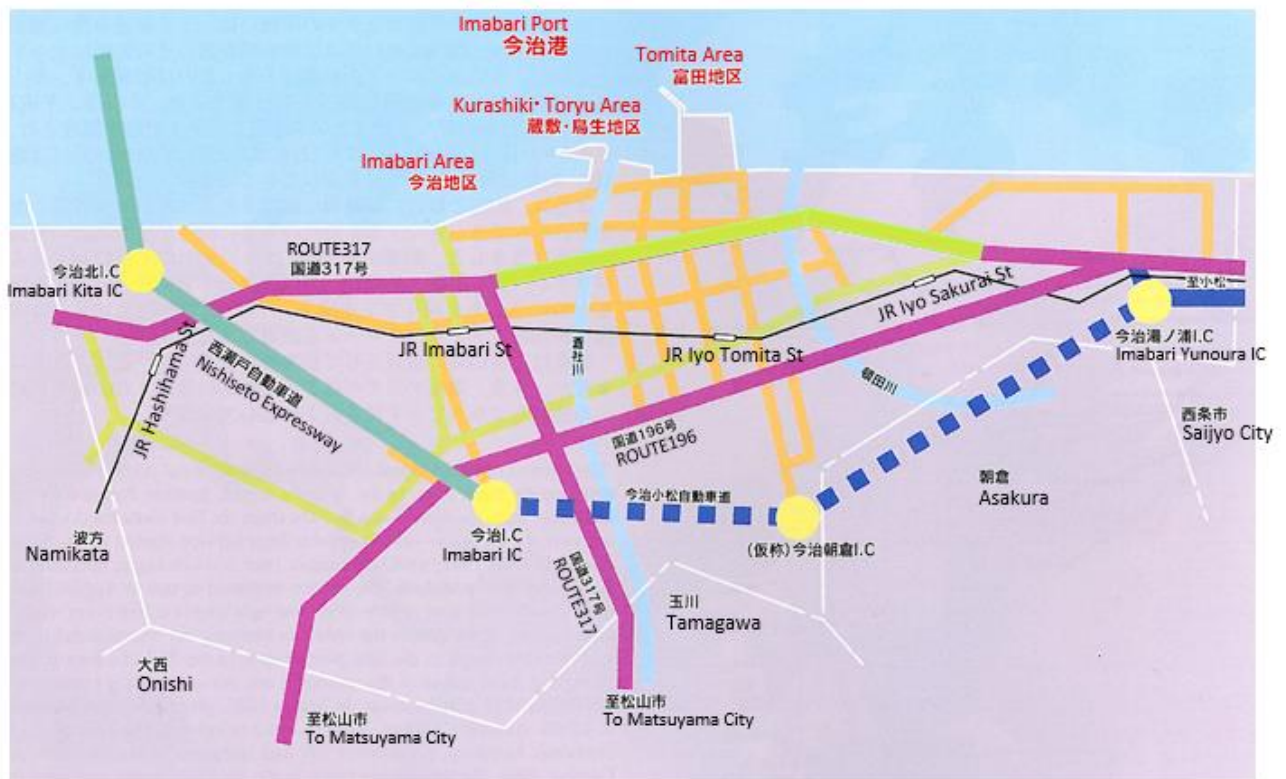 Imabari Port
今治港
Tomita Area
富田地区
Kurashiki・Toryu Area
蔵敷・鳥生地区
Imabari Area
今治地区
ROUTE317
国道317号
今治北I.C
Imabari Kita IC
至小松
JR Iyo Sakurai St
今治湯ノ浦I.C
Imabari Yunoura IC
JR Imabari St
JR Iyo Tomita St
JR Hashihama St
西瀬戸自動車道
Nishiseto Expressway
蒼社川
頓田川
西条市
Saijyo City
国道196号
ROUTE196
朝倉
Asakura
今治小松自動車道
波方
Namikata
今治I.C
Imabari IC
(仮称)今治朝倉I.C
国道317号
ROUTE317
玉川
Tamagawa
大西
Onishi
至松山市
To Matsuyama City
至松山市
To Matsuyama City